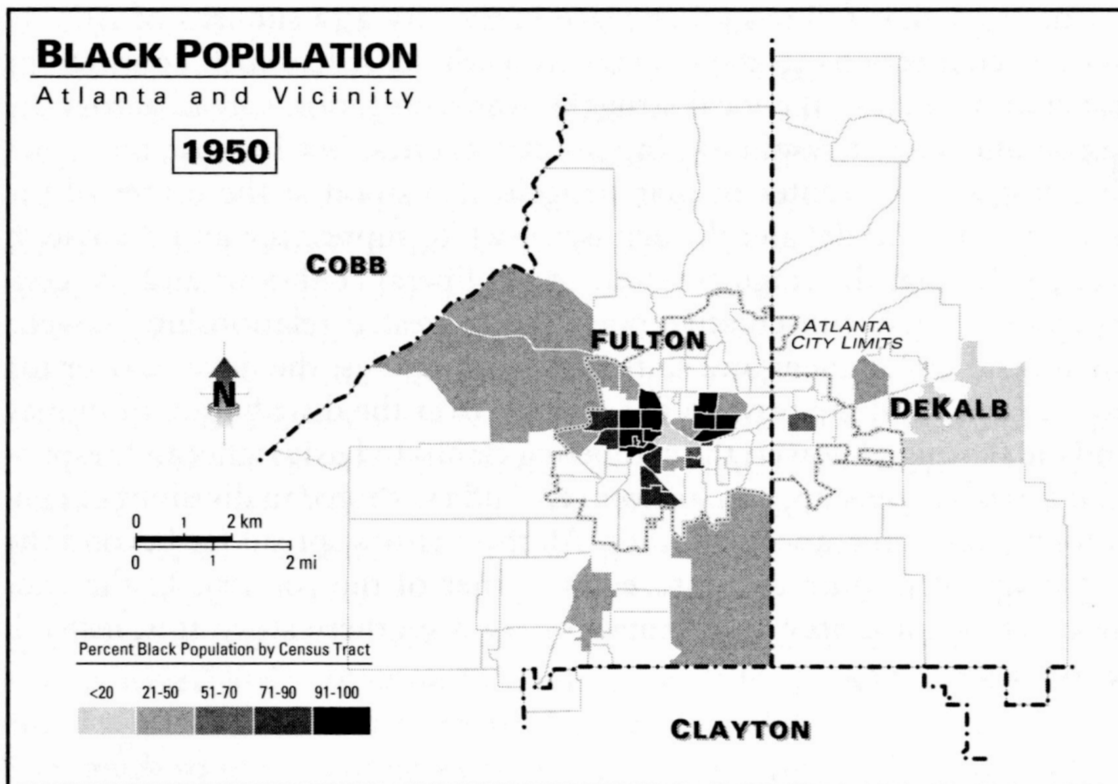 BLACK POPULATION
Atlanta and Vicinity
1950
COBB
FULTON
ATLANTA
CITY LIMITS
N
DEKALB
0 1 2 km
0 1 2 mi
Percent Black Population by Census Tract
<20 21-50 51-70 71-90 91-100
CLAYTON